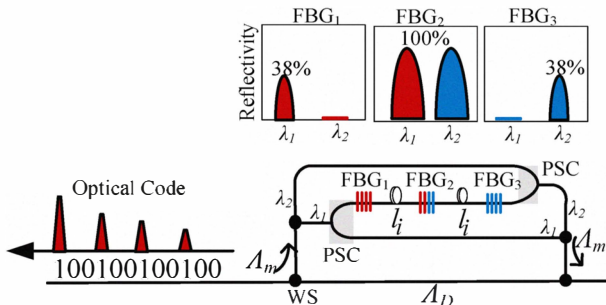 FBG₁ FBG₂ FBG₃
Reflectivity
38% 100% 38%
λ₁ λ₂ λ₁ λ₂ λ₁ λ₂
PSC
Optical Code
FBG₁ FBG₂ FBG₃
λ₂ λ₁ lᵢ lᵢ λ₁ λ₂
PSC
Λₘ Λₘ
100100100100
WS Λ_D